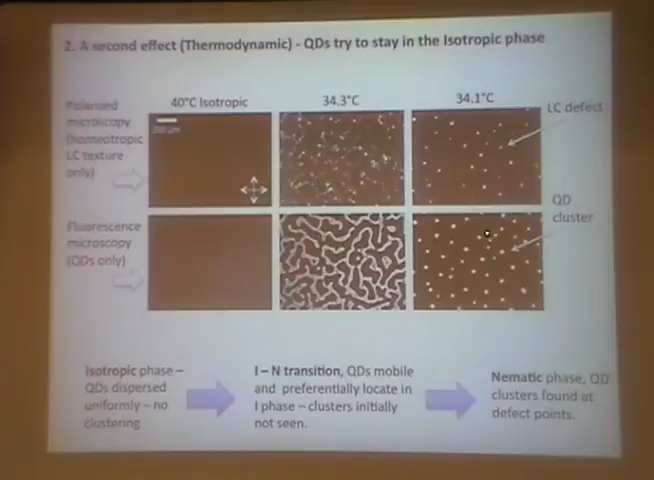 2. A second effect (Thermodynamic) - QDs try to stay in the Isotropic phase
40°C Isotropic
34.3°C
34.1°C
Polarized
microscopy
(homeotropic
LC texture
only)
LC defect
QD
cluster
Fluorescence
microscopy
(QDs only)
Isotropic phase –
QDs dispersed
uniformly – no
clustering
I – N transition, QDs mobile
and preferentially locate in
I phase – clusters initially
not seen.
Nematic phase, QD
clusters found at
defect points.